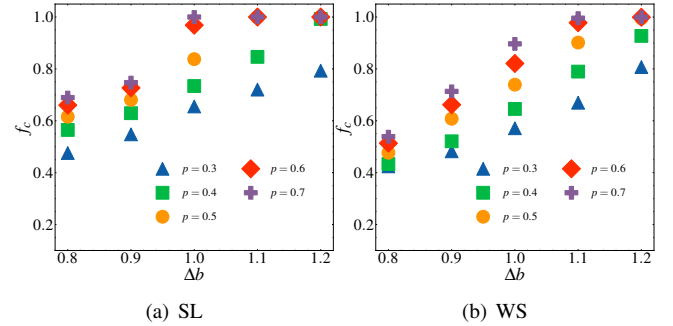 1.0
0.8
0.6
0.4
0.2
f_c
p = 0.3
p = 0.4
p = 0.5
p = 0.6
p = 0.7
0.8 0.9 1.0 1.1 1.2
Δb
(a) SL
1.0
0.8
0.6
0.4
0.2
f_c
p = 0.3
p = 0.4
p = 0.5
p = 0.6
p = 0.7
0.8 0.9 1.0 1.1 1.2
Δb
(b) WS